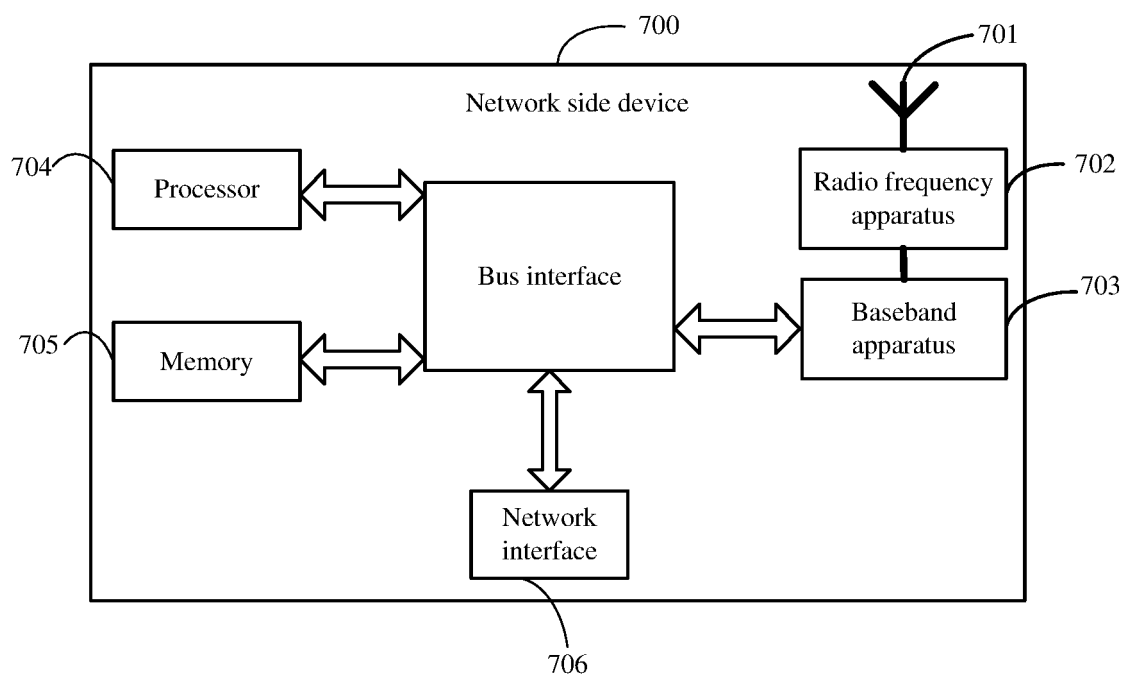 700
701
Network side device
704
Processor
Radio frequency
apparatus
702
Bus interface
703
Baseband
apparatus
705
Memory
Network
interface
706